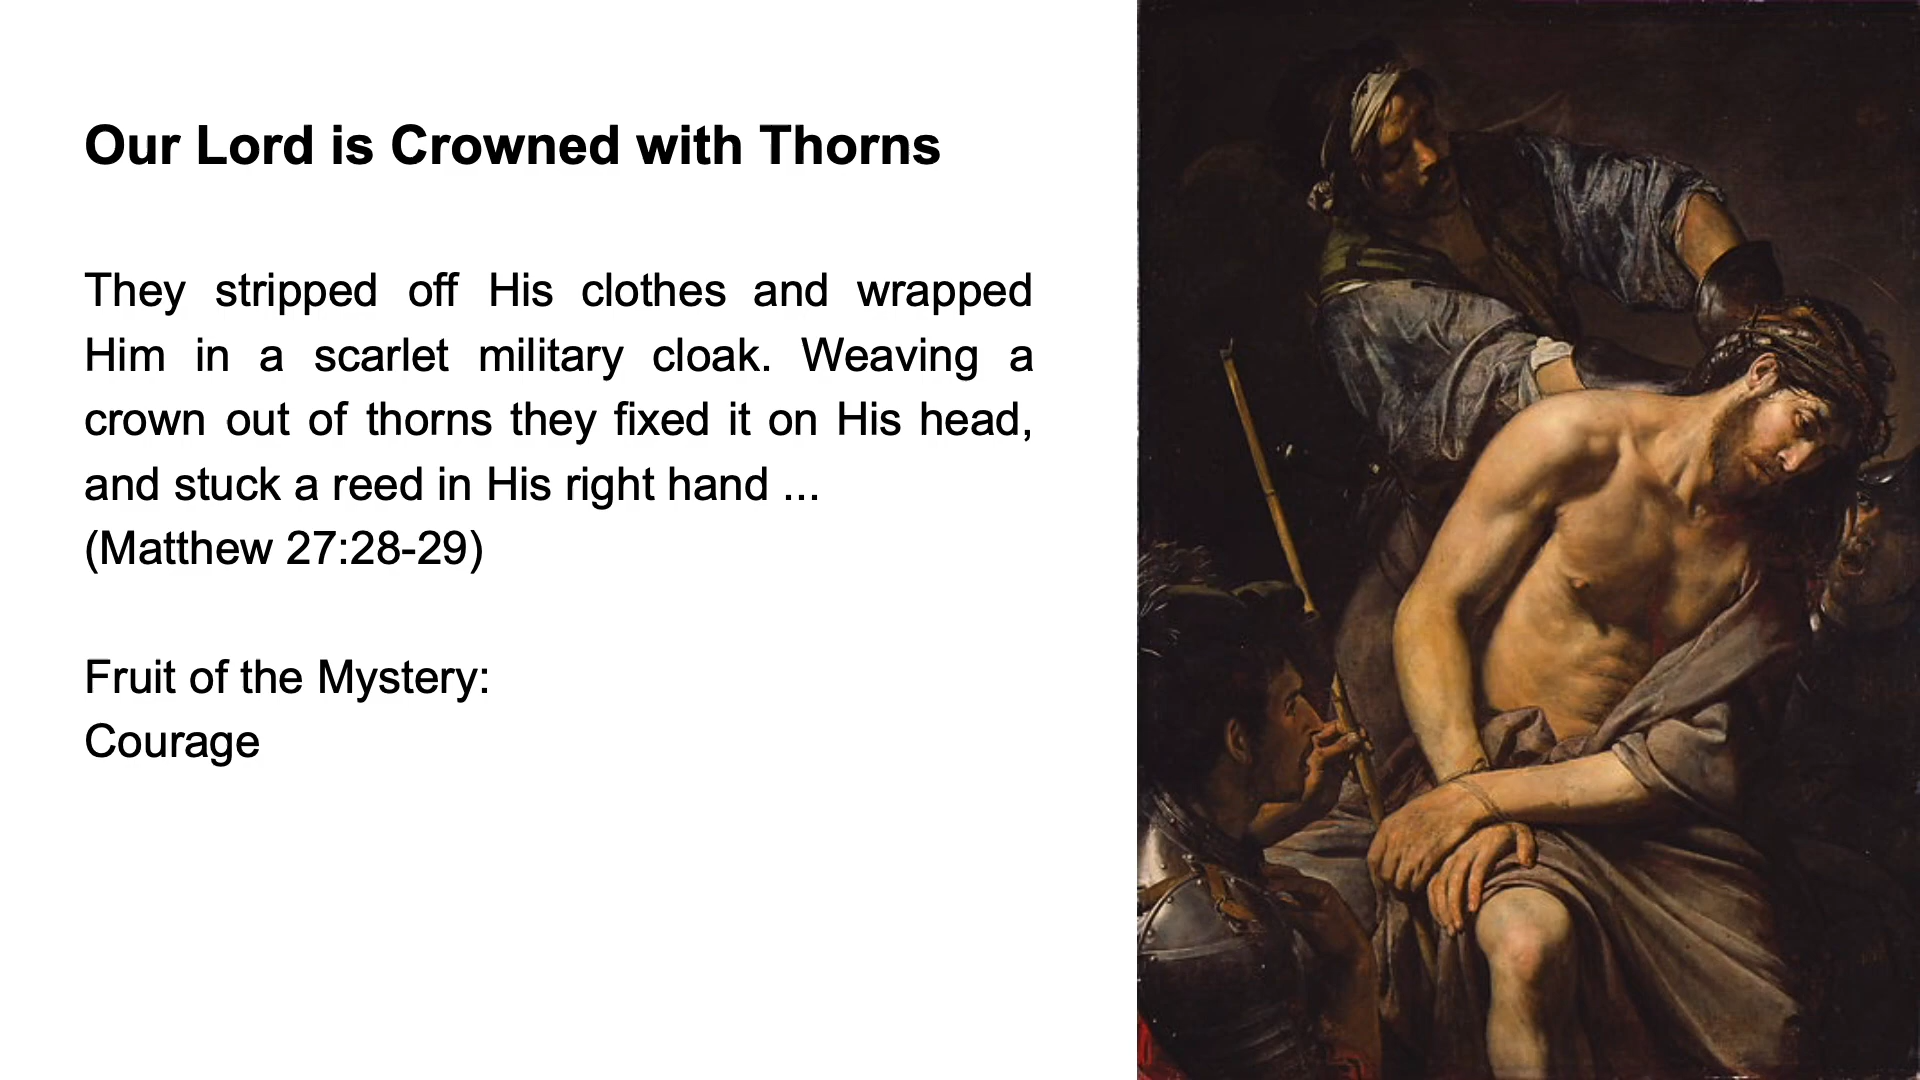 Our Lord is Crowned with Thorns
They stripped off His clothes and wrapped
Him in a scarlet military cloak. Weaving a
crown out of thorns they fixed it on His head,
and stuck a reed in His right hand ...
(Matthew 27:28-29)
Fruit of the Mystery:
Courage